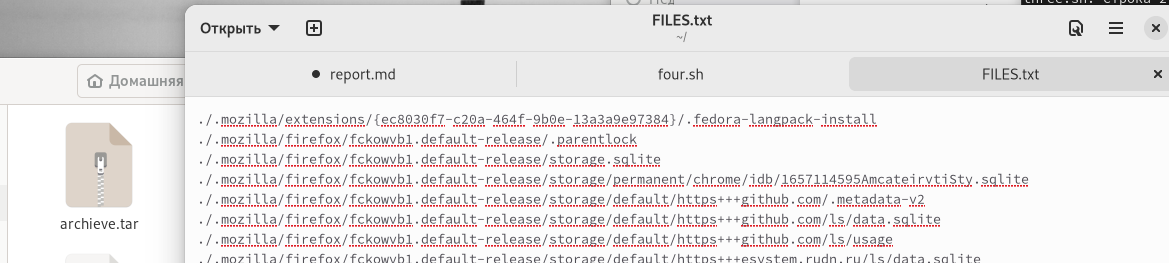 three.sh: строка 2
FILES.txt
Открыть
~/
report.md
four.sh
FILES.txt
Домашняя
archieve.tar
./.mozilla/extensions/{ec8030f7-c20a-464f-9b0e-13a3a9e97384}/.fedora-langpack-install
./.mozilla/firefox/fckowvb1.default-release/.parentlock
./.mozilla/firefox/fckowvb1.default-release/storage.sqlite
./.mozilla/firefox/fckowvb1.default-release/storage/permanent/chrome/idb/1657114595AmcateirvtiSty.sqlite
./.mozilla/firefox/fckowvb1.default-release/storage/default/https+++github.com/.metadata-v2
./.mozilla/firefox/fckowvb1.default-release/storage/default/https+++github.com/ls/data.sqlite
./.mozilla/firefox/fckowvb1.default-release/storage/default/https+++github.com/ls/usage
./.mozilla/firefox/fckowvb1.default-release/storage/default/https+++esystem.rudn.ru/ls/data.sqlite